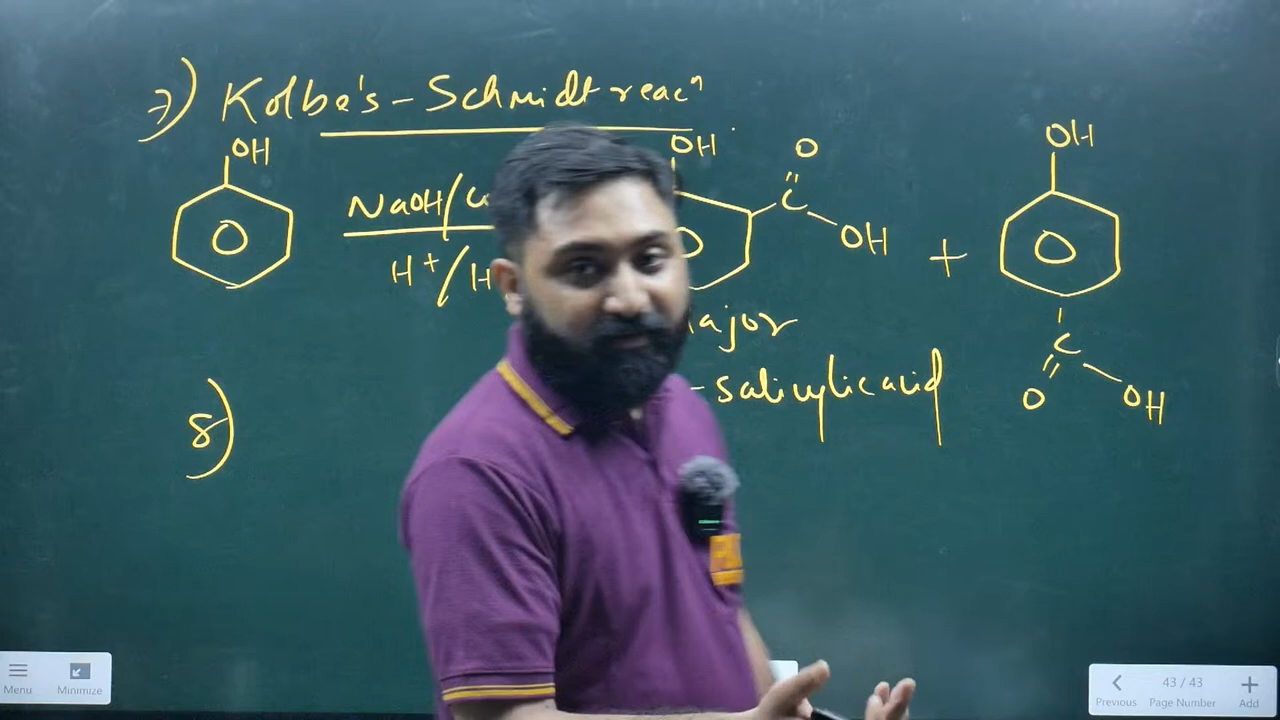 7) Kolbe's - Schmidt reacⁿ
OH
NaOH/
H⁺/H
OH
O
C
OH
+
OH
C
O
OH
ajor
-salicylic acid
8)
Menu
Minimize
Previous
43 / 43
Page Number
Add